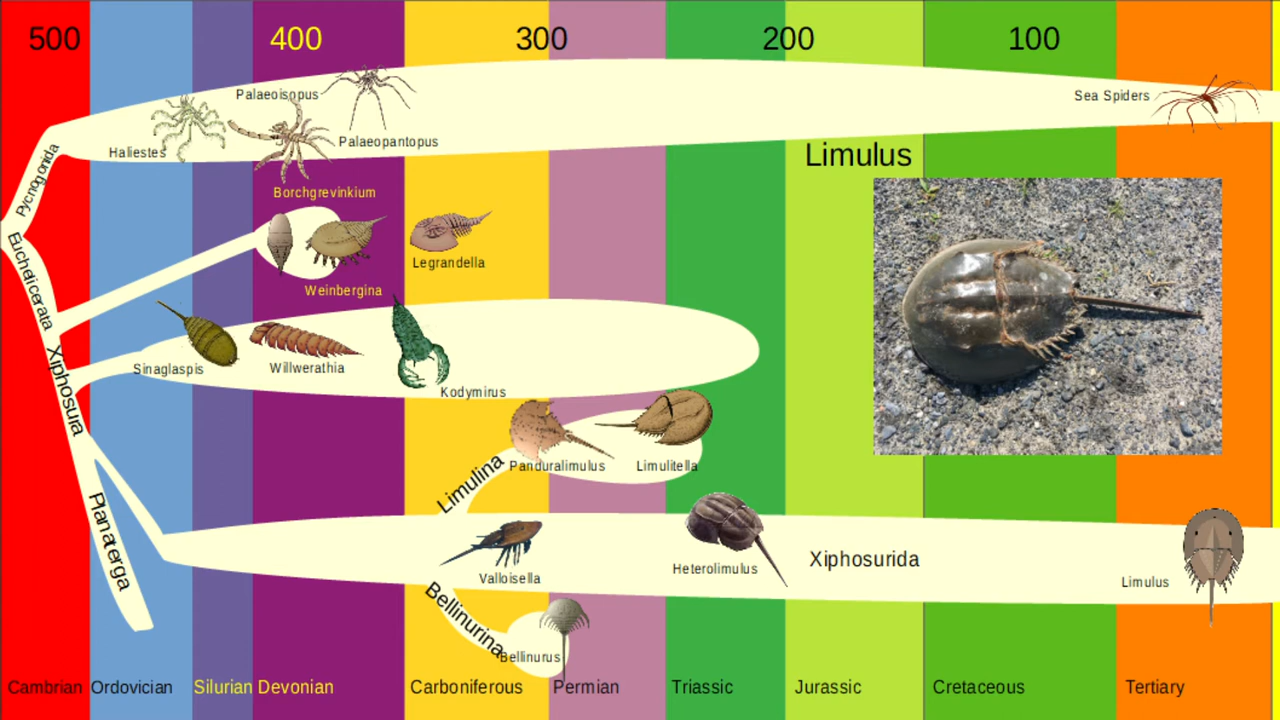 500
400
300
200
100
Palaeoisopus
Sea Spiders
Palaeopantopus
Haliestes
Limulus
Pycnogonida
Borchgrevinkium
Legrandella
Euchelicerata
Weinbergina
Sinaglaspis
Willwerathia
Kodymirus
Xiphosura
Limulina
Panduralimulus
Limulitella
Planaterga
Valloisella
Heterolimulus
Xiphosurida
Limulus
Bellinurina
Bellinurus
Cambrian
Ordovician
Silurian
Devonian
Carboniferous
Permian
Triassic
Jurassic
Cretaceous
Tertiary